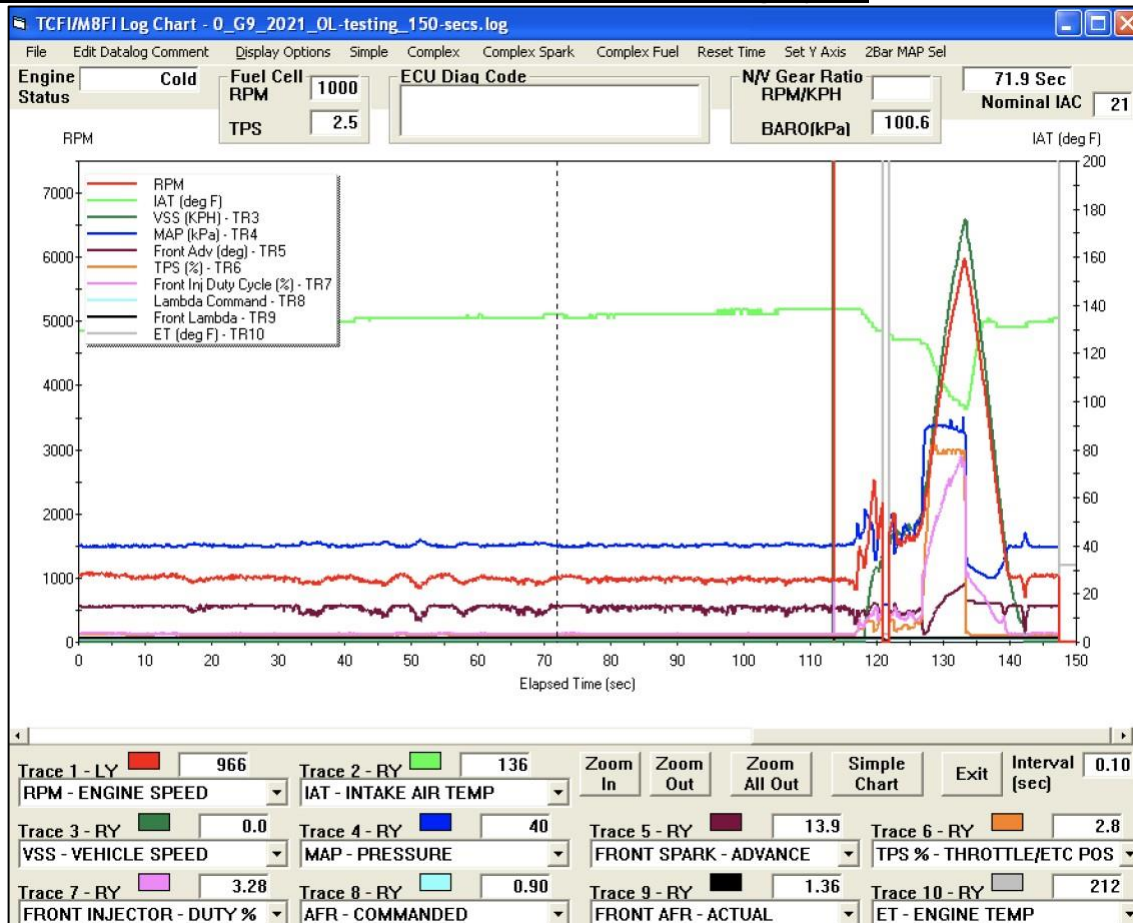 TCFI/M8FI Log Chart - 0_G9_2021_OL-testing_150-secs.log
File Edit Datalog Comment Display Options Simple Complex Complex Spark Complex Fuel Reset Time Set Y Axis 2Bar MAP Sel
Engine Status Cold
Fuel Cell
RPM 1000
TPS 2.5
ECU Diag Code
N/V Gear Ratio
RPM/KPH
BARO(kPa) 100.6
71.9 Sec
Nominal IAC 21
RPM
IAT (deg F)
7000
6000
5000
4000
3000
2000
1000
0
RPM
IAT (deg F)
VSS (KPH) - TR3
MAP (kPa) - TR4
Front Adv (deg) - TR5
TPS (%) - TR6
Front Inj Duty Cycle (%) - TR7
Lambda Command - TR8
Front Lambda - TR9
ET (deg F) - TR10
200
180
160
140
120
100
80
60
40
20
0
0 10 20 30 40 50 60 70 80 90 100 110 120 130 140 150
Elapsed Time (sec)
Trace 1 - LY 966
RPM - ENGINE SPEED
Trace 2 - RY 136
IAT - INTAKE AIR TEMP
Zoom In
Zoom Out
Zoom All Out
Simple Chart
Exit
Interval (sec) 0.10
Trace 3 - RY 0.0
VSS - VEHICLE SPEED
Trace 4 - RY 40
MAP - PRESSURE
Trace 5 - RY 13.9
FRONT SPARK - ADVANCE
Trace 6 - RY 2.8
TPS % - THROTTLE/ETC POS
Trace 7 - RY 3.28
FRONT INJECTOR - DUTY %
Trace 8 - RY 0.90
AFR - COMMANDED
Trace 9 - RY 1.36
FRONT AFR - ACTUAL
Trace 10 - RY 212
ET - ENGINE TEMP